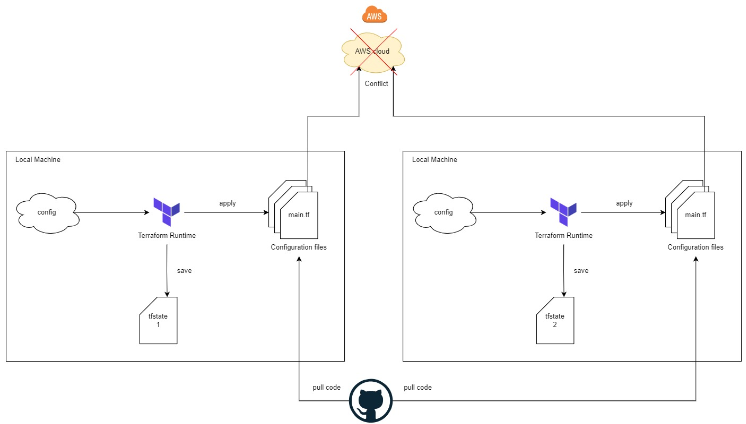 AWS
AWS cloud
Conflict
Local Machine
config
apply
main.tf
Terraform Runtime
Configuration files
save
tfstate
1
Local Machine
config
apply
main.tf
Terraform Runtime
Configuration files
save
tfstate
2
pull code
pull code